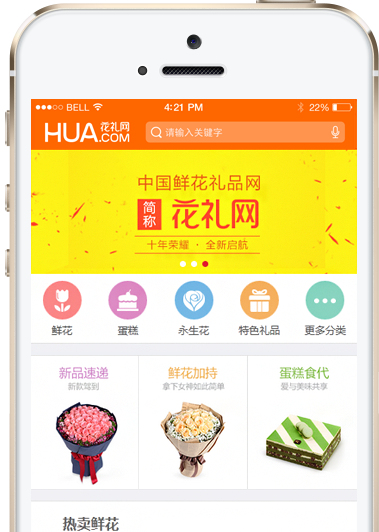 BELL 4:21 PM 22%
HUA 花礼网
.COM
请输入关键字
中国鲜花礼品网
简称 花礼网
十年荣耀 · 全新启航
鲜花 蛋糕 永生花 特色礼品 更多分类
新品速递 鲜花加持 蛋糕食代
新款驾到 拿下女神如此简单 爱与美味共享
热卖鲜花